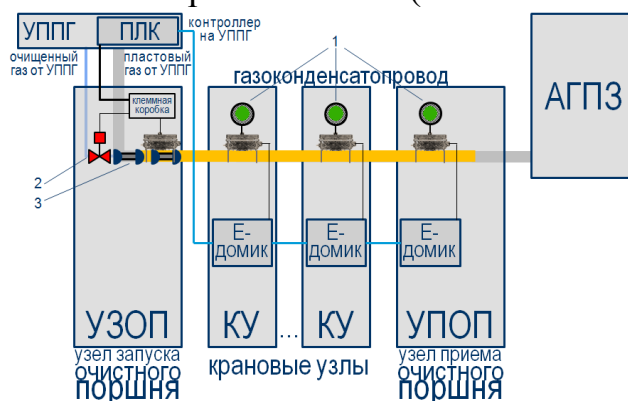 УППГ
ПЛК
контроллер
на УППГ
очищенный
газ от УППГ
пластовый
газ от УППГ
1
газоконденсатопровод
АГПЗ
клеммная
коробка
2
3
Е-
ДОМИК
Е-
ДОМИК
Е-
ДОМИК
УЗОП
КУ
...
КУ
УПОП
узел запуска
очистного
поршня
крановые узлы
узел приема
очистного
поршня